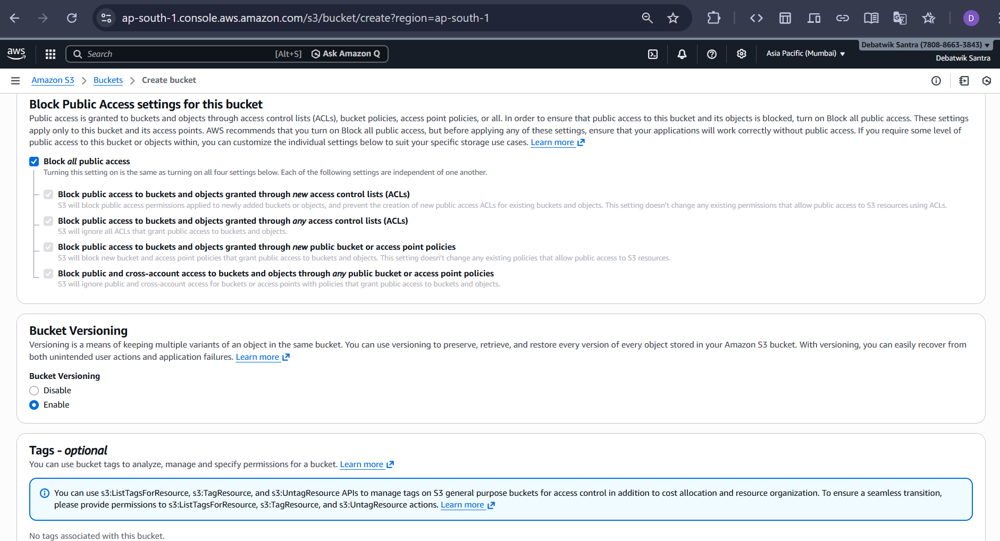 ap-south-1.console.aws.amazon.com/s3/bucket/create?region=ap-south-1
D
aws
Search
[Alt+S]
Ask Amazon Q
Asia Pacific (Mumbai)
Debatwik Santra (7808-8663-3843)
Debatwik Santra
Amazon S3
Buckets
Create bucket
Block Public Access settings for this bucket
Public access is granted to buckets and objects through access control lists (ACLs), bucket policies, access point policies, or all. In order to ensure that public access to this bucket and its objects is blocked, turn on Block all public access. These settings
apply only to this bucket and its access points. AWS recommends that you turn on Block all public access, but before applying any of these settings, ensure that your applications will work correctly without public access. If you require some level of
public access to this bucket or objects within, you can customize the individual settings below to suit your specific storage use cases. Learn more
Block all public access
Turning this setting on is the same as turning on all four settings below. Each of the following settings are independent of one another.
Block public access to buckets and objects granted through new access control lists (ACLs)
S3 will block public access permissions applied to newly added buckets or objects, and prevent the creation of new public access ACLs for existing buckets and objects. This setting doesn't change any existing permissions that allow public access to S3 resources using ACLs.
Block public access to buckets and objects granted through any access control lists (ACLs)
S3 will ignore all ACLs that grant public access to buckets and objects.
Block public access to buckets and objects granted through new public bucket or access point policies
S3 will block new bucket and access point policies that grant public access to buckets and objects. This setting doesn't change any existing policies that allow public access to S3 resources.
Block public and cross-account access to buckets and objects through any public bucket or access point policies
S3 will ignore public and cross-account access for buckets or access points with policies that grant public access to buckets and objects.
Bucket Versioning
Versioning is a means of keeping multiple variants of an object in the same bucket. You can use versioning to preserve, retrieve, and restore every version of every object stored in your Amazon S3 bucket. With versioning, you can easily recover from
both unintended user actions and application failures. Learn more
Bucket Versioning
Disable
Enable
Tags - optional
You can use bucket tags to analyze, manage and specify permissions for a bucket. Learn more
You can use s3:ListTagsForResource, s3:TagResource, and s3:UntagResource APIs to manage tags on S3 general purpose buckets for access control in addition to cost allocation and resource organization. To ensure a seamless transition,
please provide permissions to s3:ListTagsForResource, s3:TagResource, and s3:UntagResource actions. Learn more
No tags associated with this bucket.